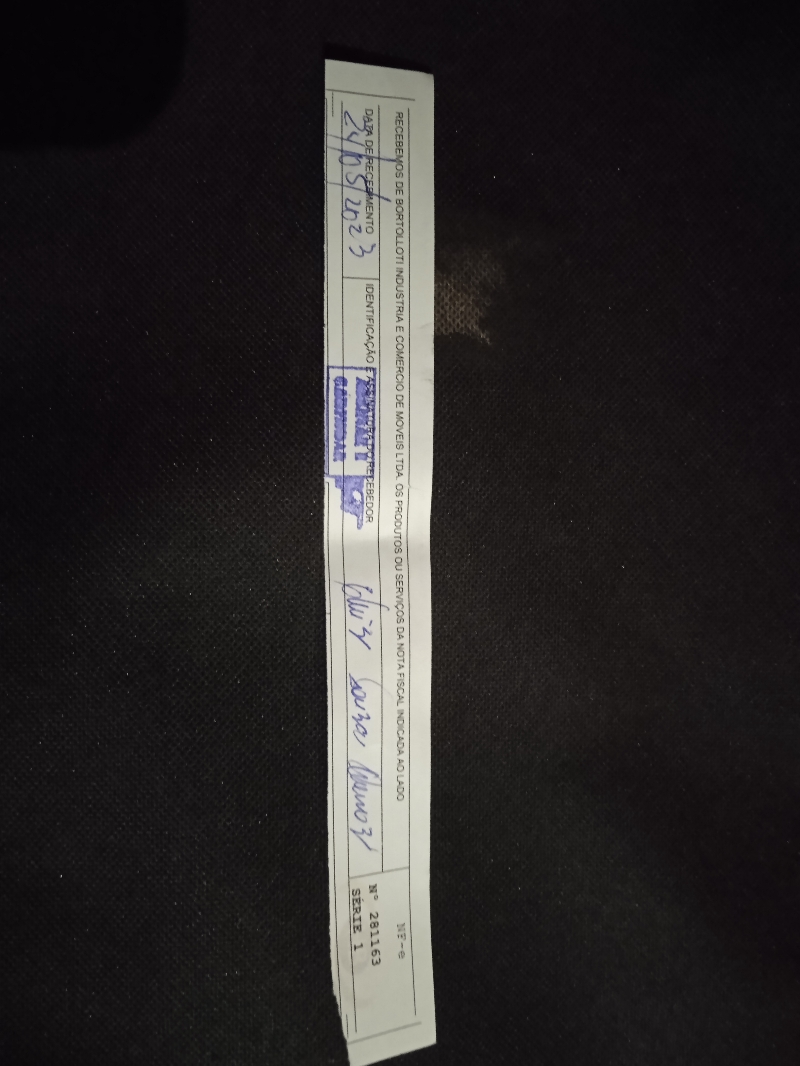 RECEBEMOS DE BORTOLLOTI INDUSTRIA E COMERCIO DE MOVEIS LTDA. OS PRODUTOS OU SERVIÇOS DA NOTA FISCAL INDICADA AO LADO
NF-e
DATA DE RECEBIMENTO
24/05/2023
IDENTIFICAÇÃO E ASSINATURA DO RECEBEDOR
Souza
Nº 281163
SÉRIE 1